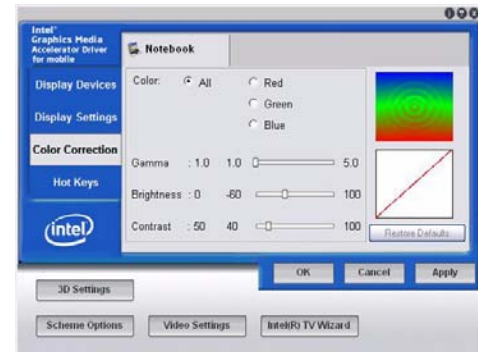 Intel®
Graphics Media
Accelerator Driver
for mobile
Notebook
Display Devices
Display Settings
Color Correction
Hot Keys
intel
Color: All Red
Green
Blue
Gamma : 1.0 1.0 5.0
Brightness : 0 -60 100
Contrast : 50 40 100
Restore Defaults
OK Cancel Apply
3D Settings
Scheme Options Video Settings Intel(R) TV Wizard